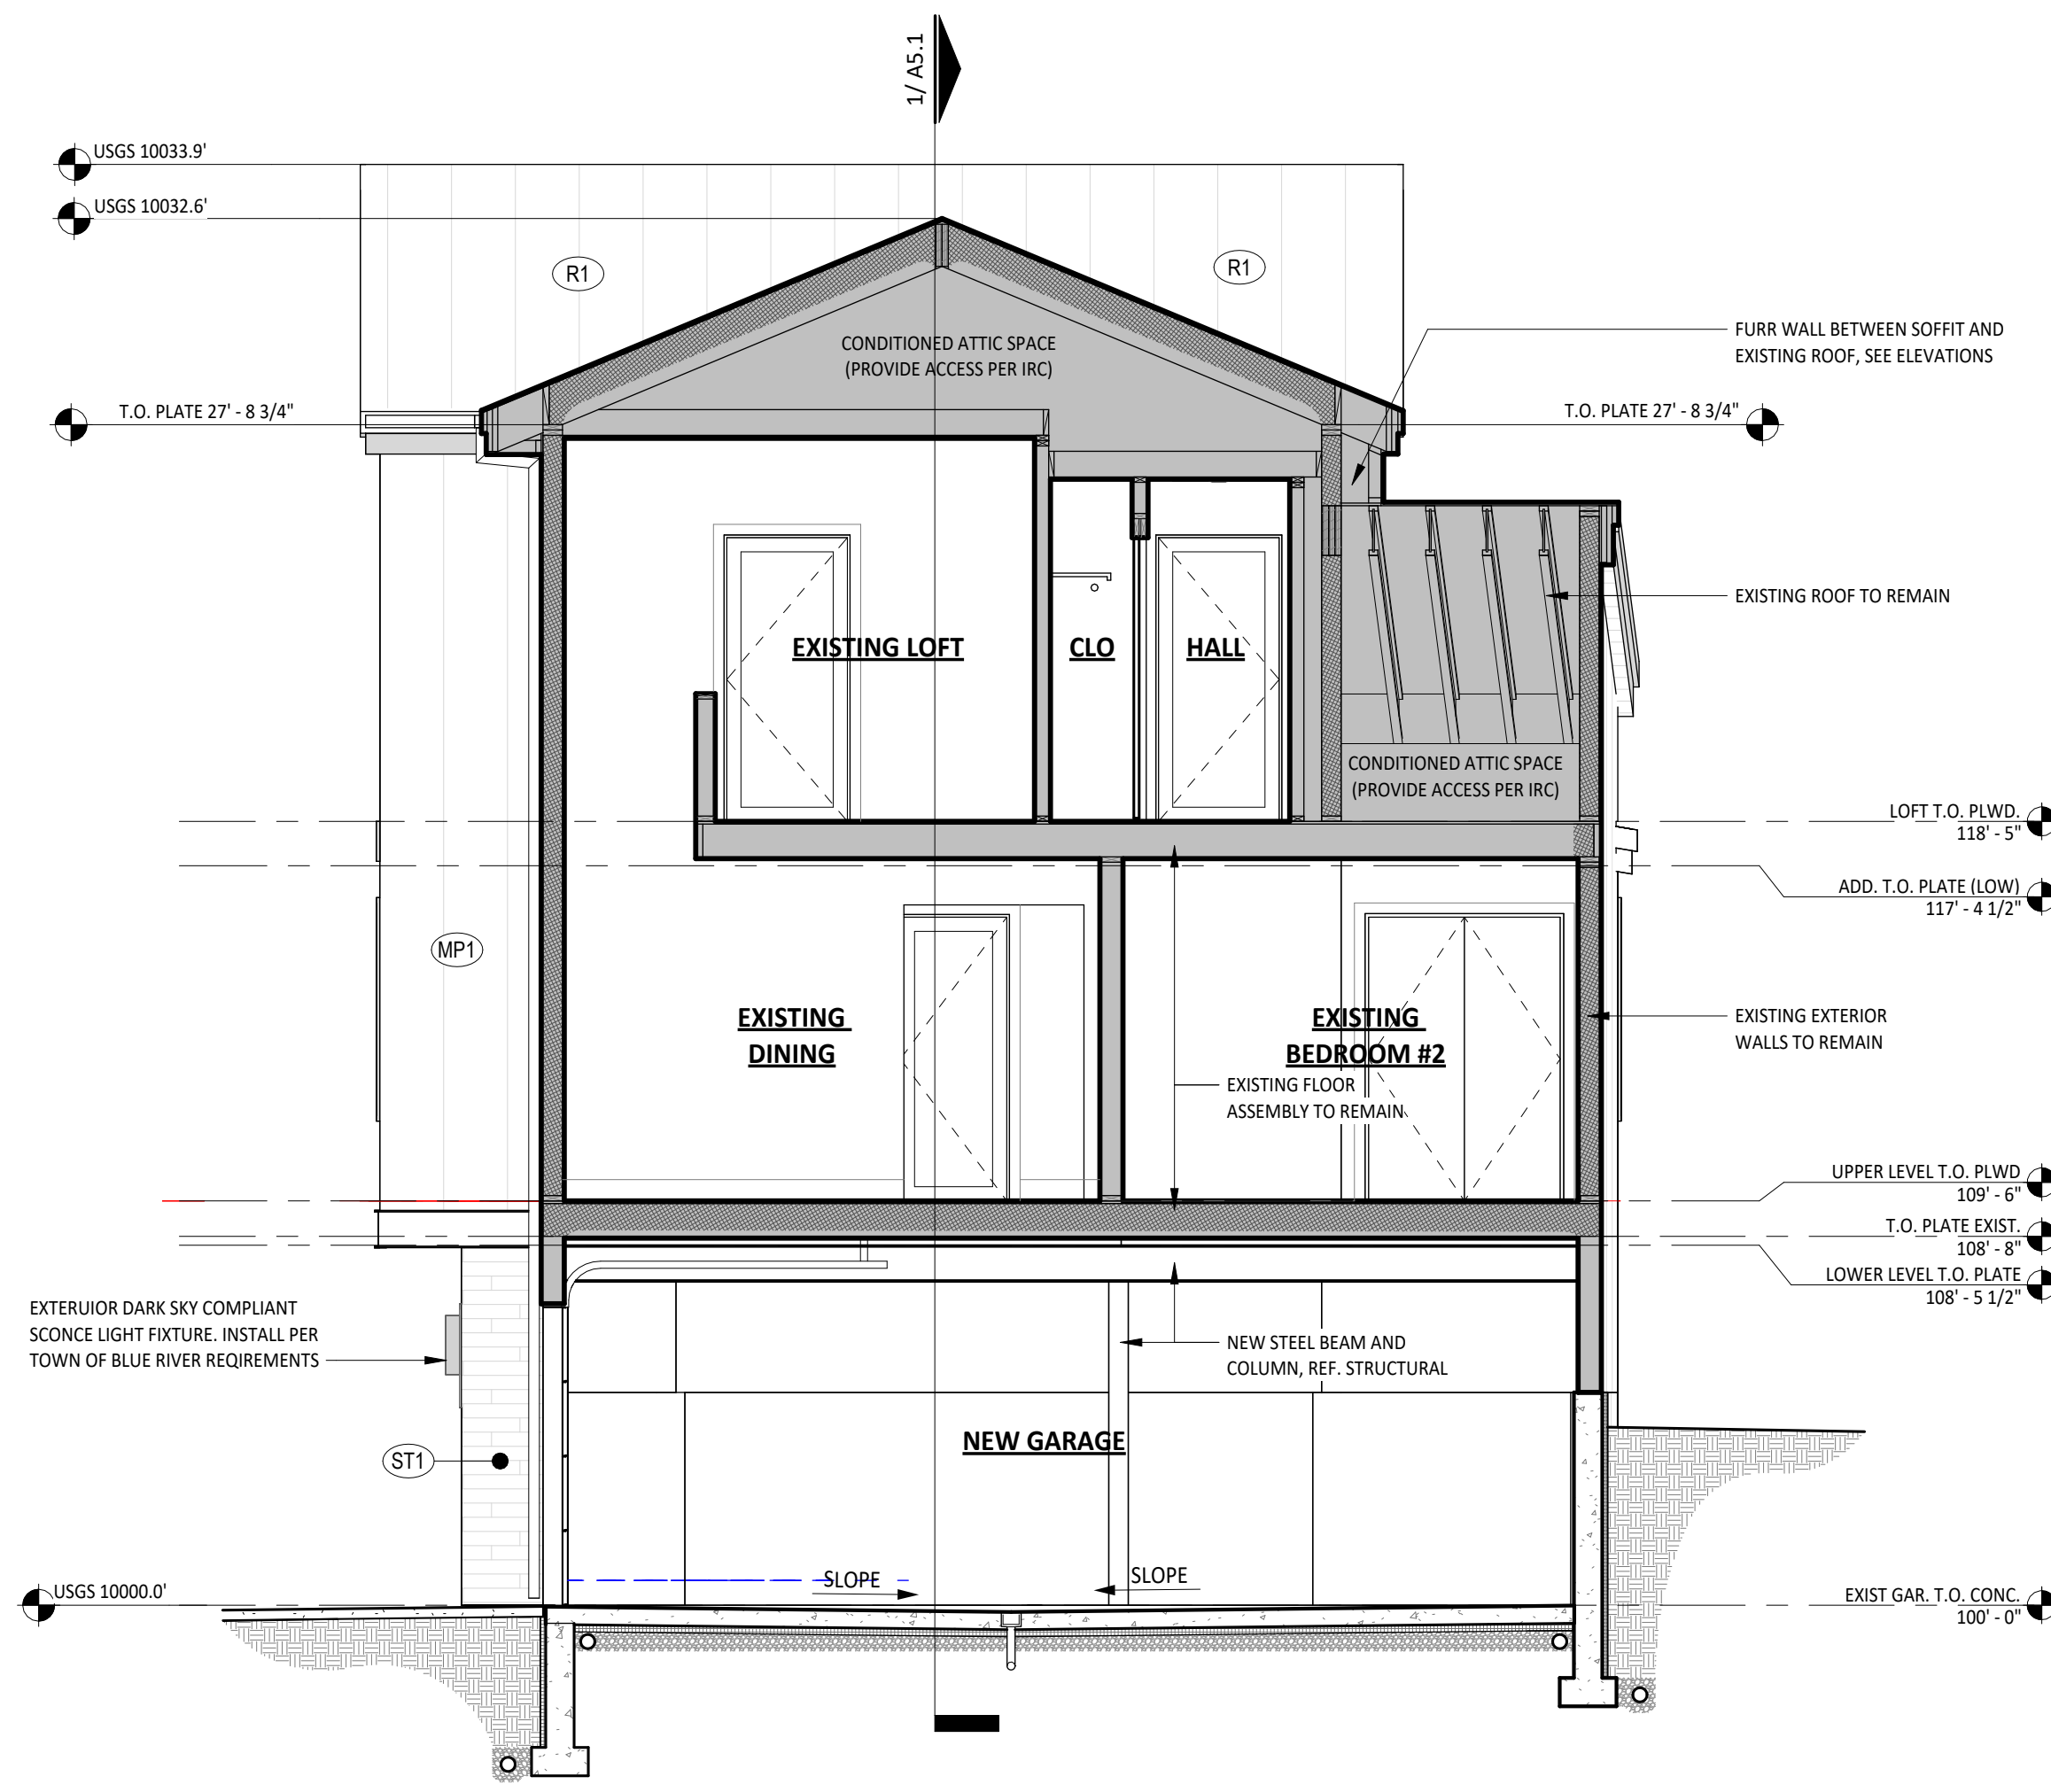 1/ A5.1
USGS 10033.9'
USGS 10032.6'
R1
R1
CONDITIONED ATTIC SPACE
(PROVIDE ACCESS PER IRC)
FURR WALL BETWEEN SOFFIT AND
EXISTING ROOF, SEE ELEVATIONS
T.O. PLATE 27' - 8 3/4"
T.O. PLATE 27' - 8 3/4"
EXISTING ROOF TO REMAIN
EXISTING LOFT
CLO
HALL
CONDITIONED ATTIC SPACE
(PROVIDE ACCESS PER IRC)
LOFT T.O. PLWD.
118' - 5"
ADD. T.O. PLATE (LOW)
117' - 4 1/2"
MP1
EXISTING
DINING
EXISTING
BEDROOM #2
EXISTING EXTERIOR
WALLS TO REMAIN
EXISTING FLOOR
ASSEMBLY TO REMAIN
UPPER LEVEL T.O. PLWD
109' - 6"
T.O. PLATE EXIST.
108' - 8"
LOWER LEVEL T.O. PLATE
108' - 5 1/2"
EXTERUIOR DARK SKY COMPLIANT
SCONCE LIGHT FIXTURE. INSTALL PER
TOWN OF BLUE RIVER REQIREMENTS
NEW STEEL BEAM AND
COLUMN, REF. STRUCTURAL
NEW GARAGE
ST1
SLOPE
SLOPE
USGS 10000.0'
EXIST GAR. T.O. CONC.
100' - 0"